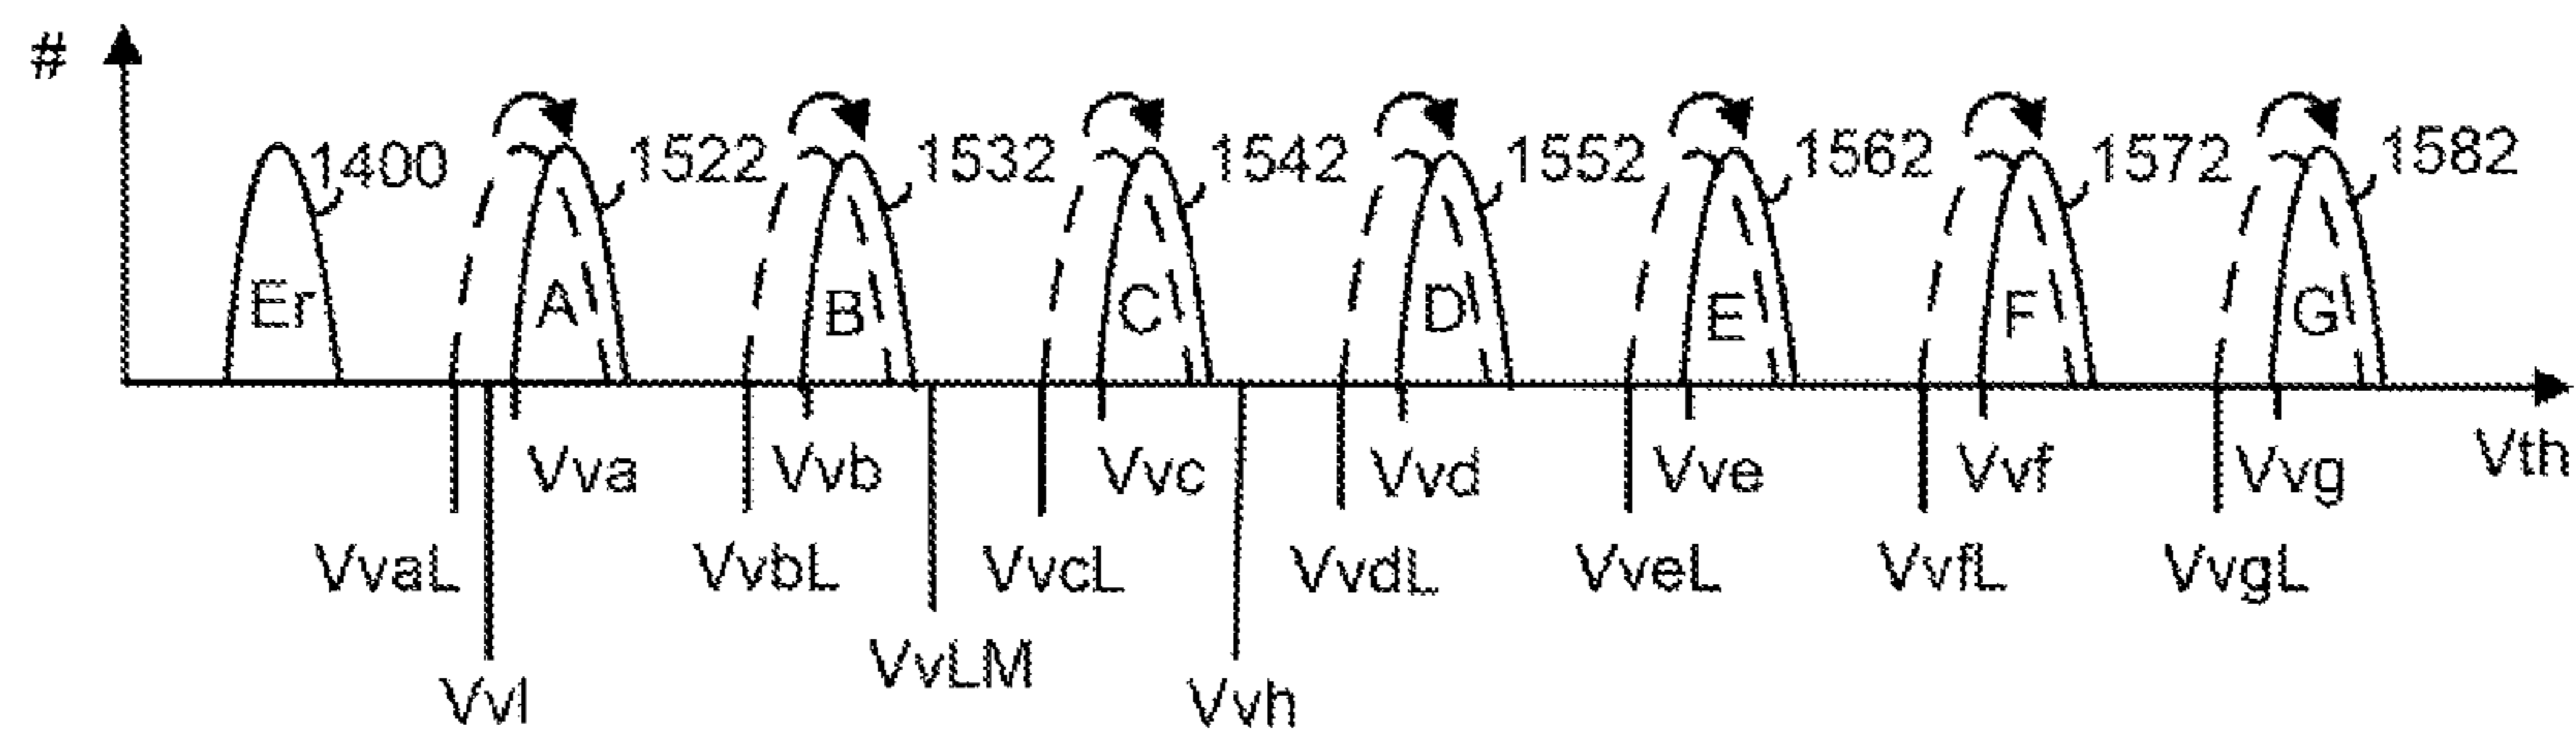 #
1400 1522 1532 1542 1552 1562 1572 1582
Er A B C D E F G
Vva Vvb Vvc Vvd Vve Vvf Vvg Vth
VvaL VvbL VvcL VvdL VveL VvfL VvgL
VvLM
Vvl Vvh